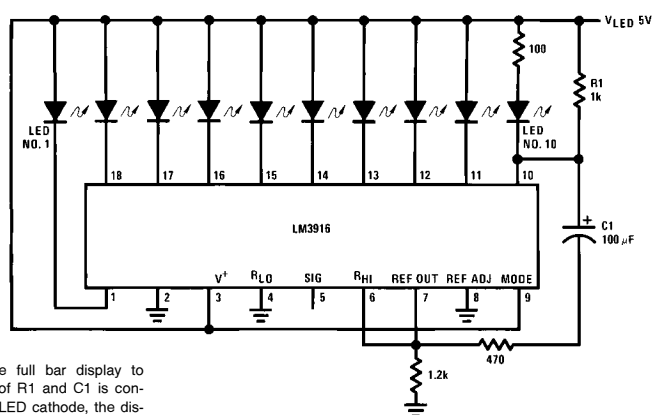 VLED 5V
100
R1
1k
LED
NO. 1
LED
NO. 10
18 17 16 15 14 13 12 11 10
LM3916
C1
100 µF
+
V+ RLO SIG RHI REF OUT REF ADJ MODE
1 2 3 4 5 6 7 8 9
470
1.2k
e full bar display to
of R1 and C1 is con-
LED cathode, the dis-